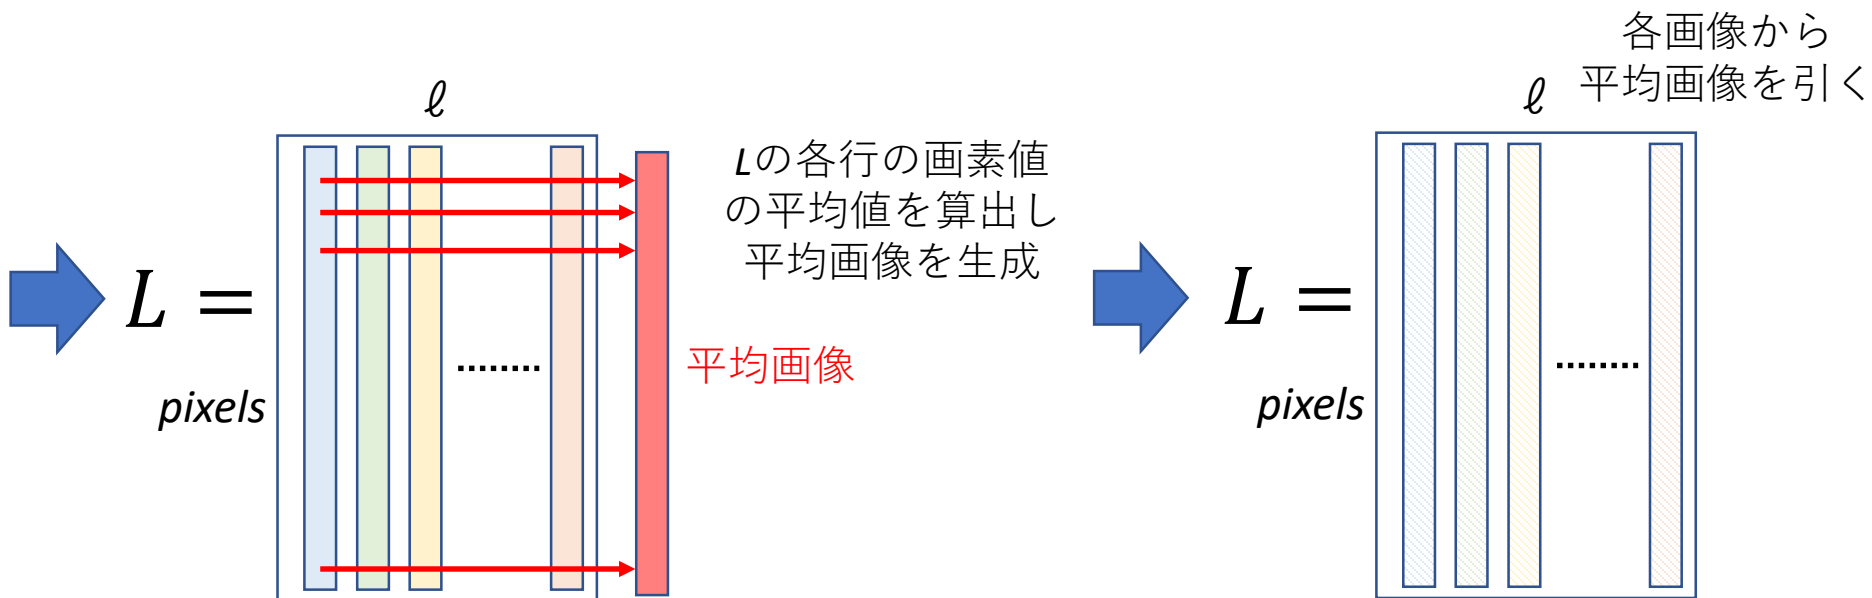 ℓ
L =
pixels
········
Lの各行の画素値
の平均値を算出し
平均画像を生成
平均画像
各画像から
平均画像を引く
ℓ
L =
pixels
········